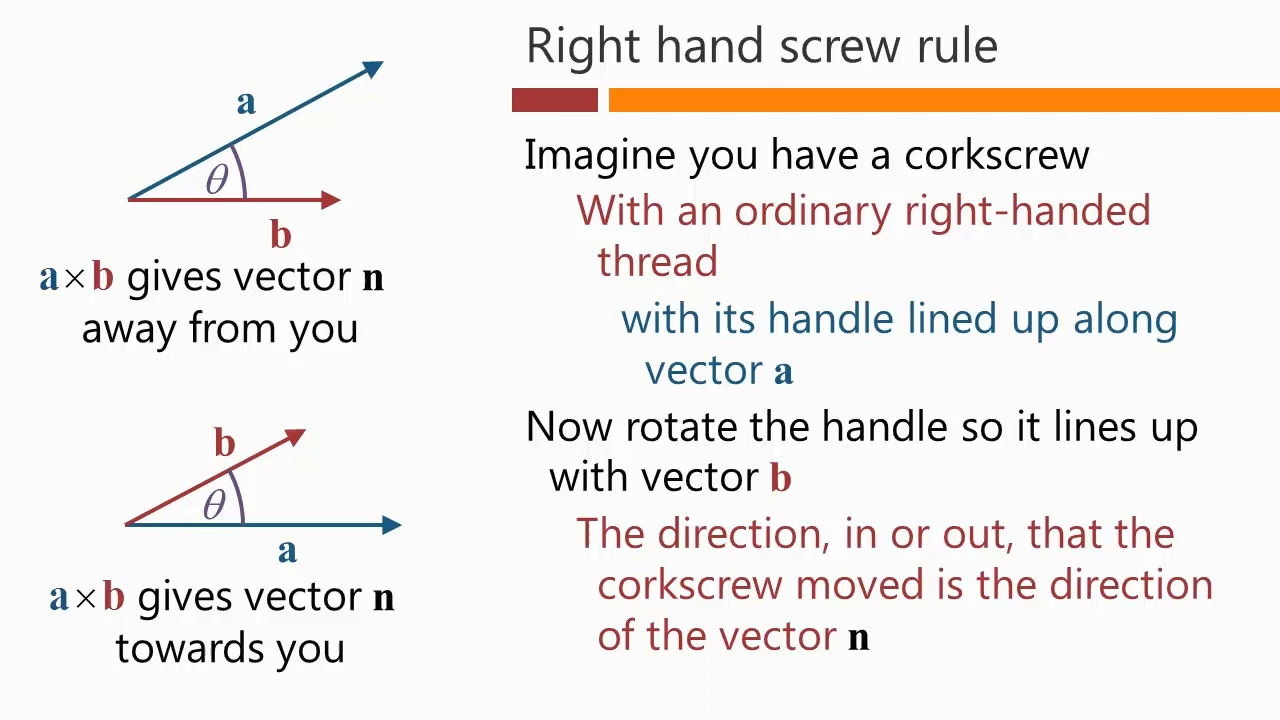 Right hand screw rule
a
θ
b
a×b gives vector n
away from you
b
θ
a
a×b gives vector n
towards you
Imagine you have a corkscrew
With an ordinary right-handed
thread
with its handle lined up along
vector a
Now rotate the handle so it lines up
with vector b
The direction, in or out, that the
corkscrew moved is the direction
of the vector n